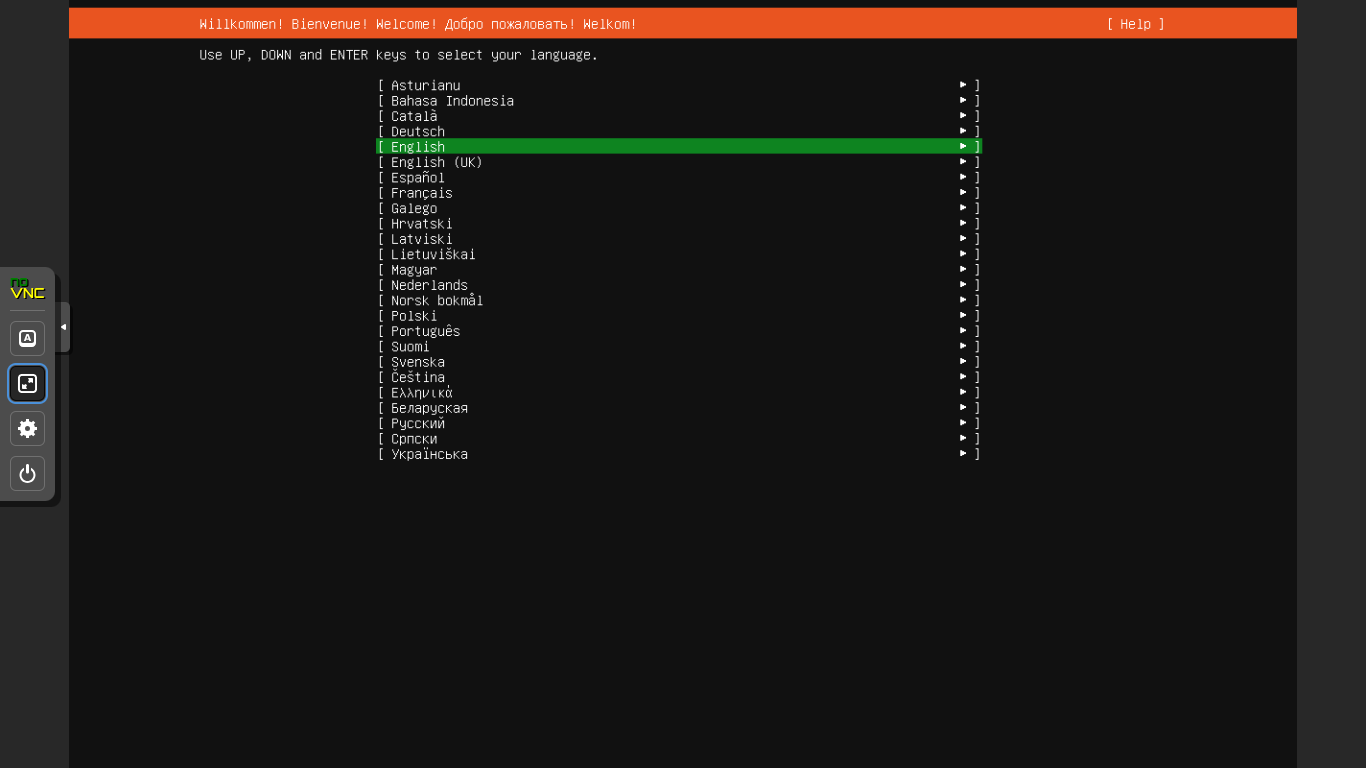 Willkommen! Bienvenue! Welcome! Добро пожаловать! Welkom! [ Help ]
Use UP, DOWN and ENTER keys to select your language.
[ Asturianu ▸ ]
[ Bahasa Indonesia ▸ ]
[ Català ▸ ]
[ Deutsch ▸ ]
[ English ▸ ]
[ English (UK) ▸ ]
[ Español ▸ ]
[ Français ▸ ]
[ Galego ▸ ]
[ Hrvatski ▸ ]
[ Latviski ▸ ]
[ Lietuviškai ▸ ]
[ Magyar ▸ ]
[ Nederlands ▸ ]
[ Norsk bokmål ▸ ]
[ Polski ▸ ]
[ Português ▸ ]
[ Suomi ▸ ]
[ Svenska ▸ ]
[ Čeština ▸ ]
[ Ελληνικά ▸ ]
[ Беларуская ▸ ]
[ Русский ▸ ]
[ Српски ▸ ]
[ Українська ▸ ]
no
VNC
A